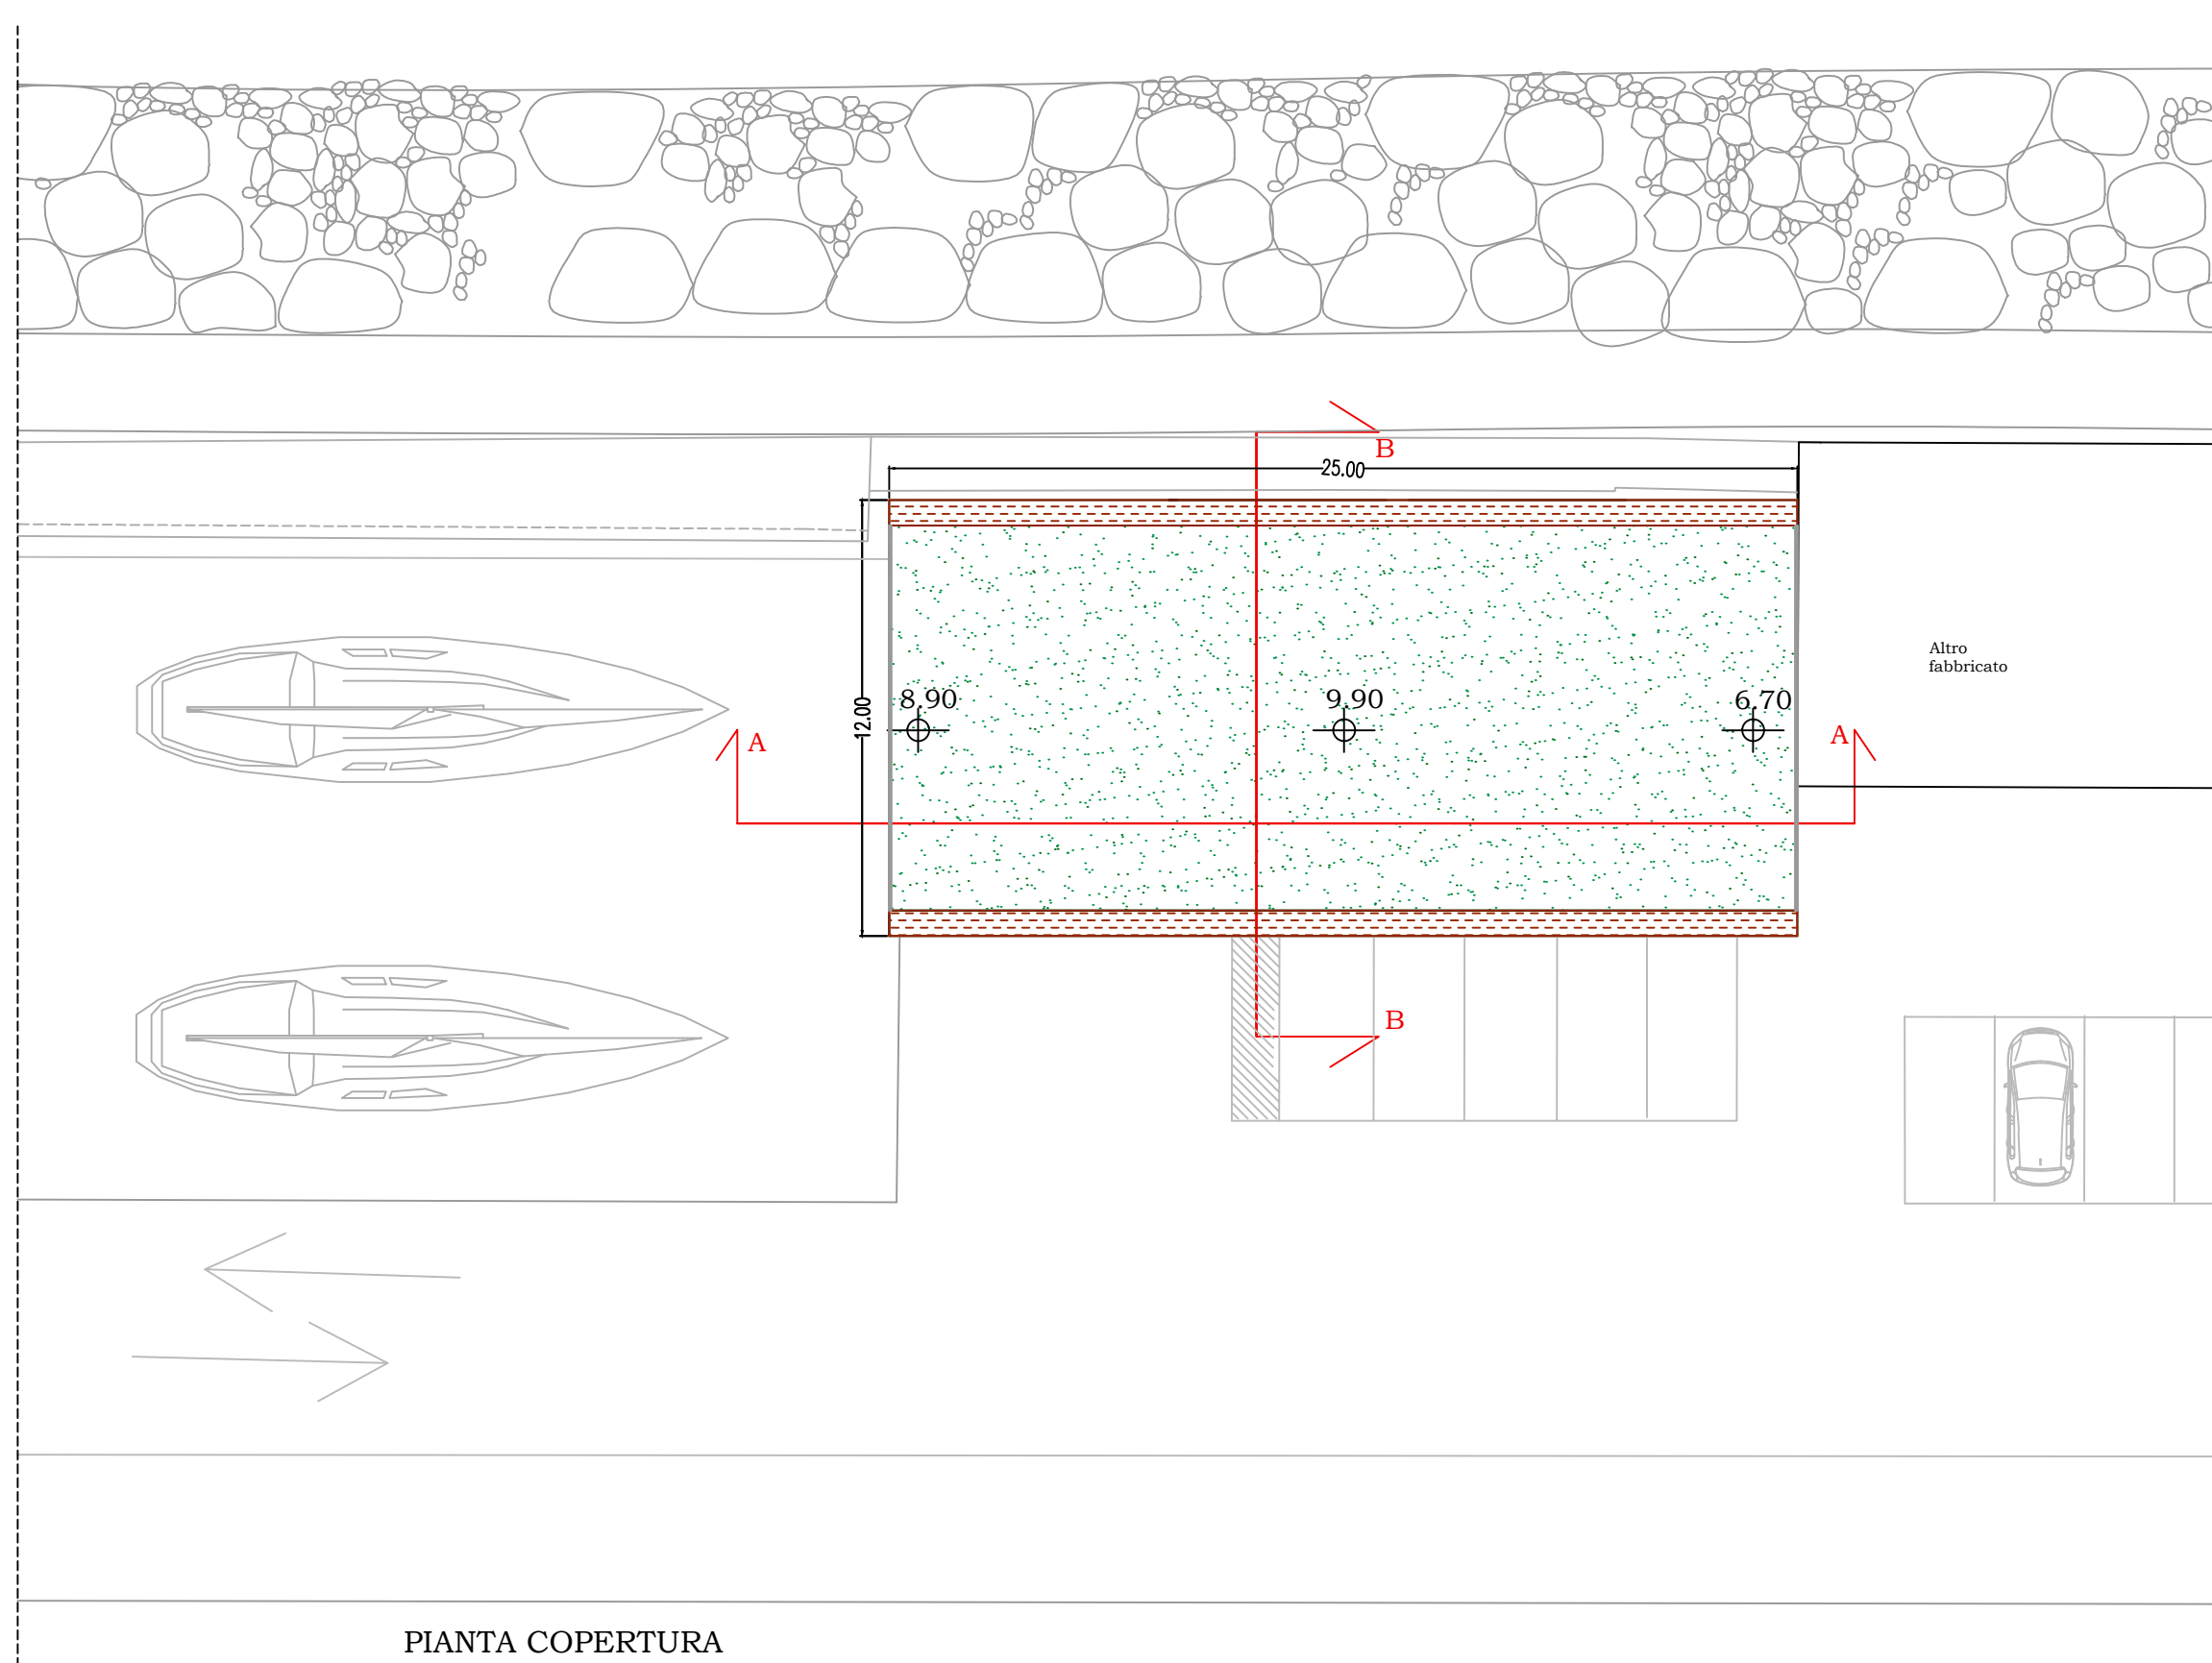 B
25.00
Altro
fabbricato
8.90
9.90
6.70
12.00
A
A
B
PIANTA COPERTURA